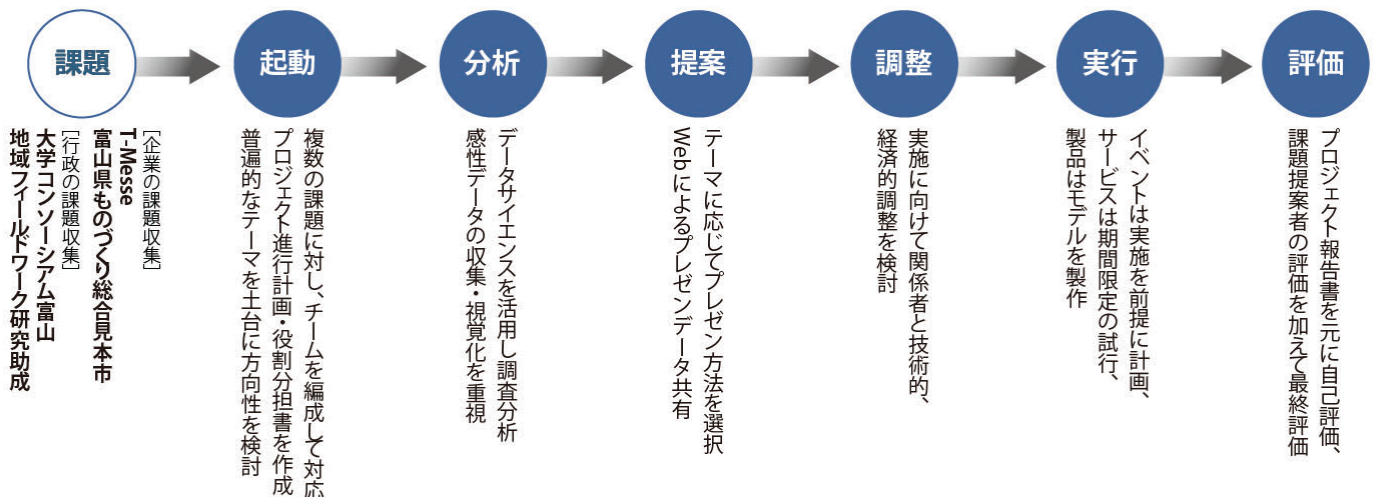 課題
[企業の課題収集]
T-Messe
富山県ものづくり総合見本市
[行政の課題収集]
大学コンソーシアム富山
地域フィールドワーク研究助成
起動
複数の課題に対し、チームを編成して対応
プロジェクト進行計画・役割分担書を作成
普遍的なテーマを土台に方向性を検討
分析
データサイエンスを活用し調査分析
感性データの収集・視覚化を重視
提案
テーマに応じてプレゼン方法を選択
Webによるプレゼンデータ共有
調整
実施に向けて関係者と技術的、
経済的調整を検討
実行
イベントは実施を前提に計画、
サービスは期間限定の試行、
製品はモデルを製作
評価
プロジェクト報告書を元に自己評価、
課題提案者の評価を加えて最終評価